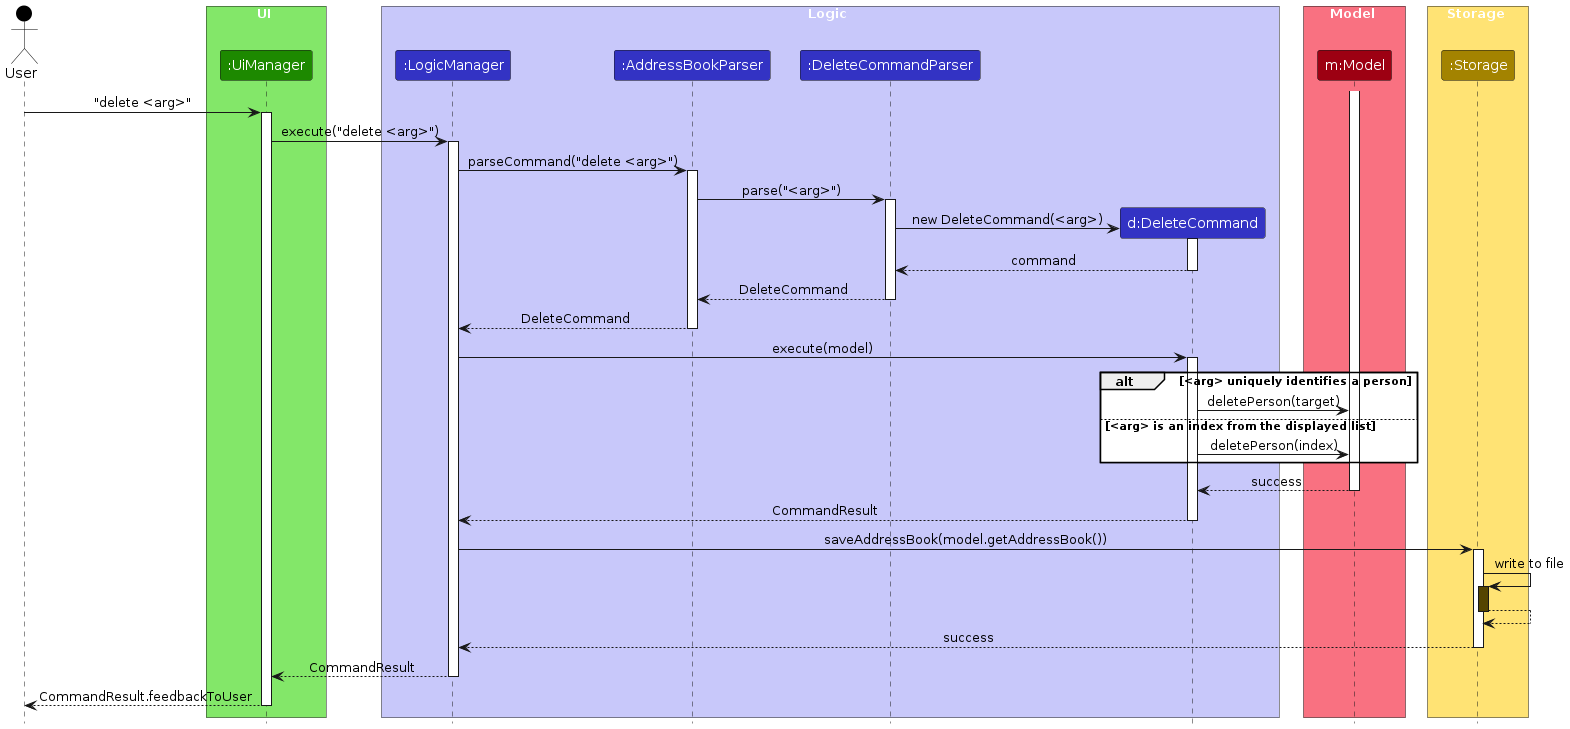 UI
Logic
Model
Storage
User
:UiManager
:LogicManager
:AddressBookParser
:DeleteCommandParser
m:Model
:Storage
"delete <arg>"
execute("delete <arg>")
parseCommand("delete <arg>")
parse("<arg>")
new DeleteCommand(<arg>)
d:DeleteCommand
command
DeleteCommand
DeleteCommand
execute(model)
alt
[<arg> uniquely identifies a person]
deletePerson(target)
[<arg> is an index from the displayed list]
deletePerson(index)
success
CommandResult
saveAddressBook(model.getAddressBook())
write to file
success
CommandResult
CommandResult.feedbackToUser